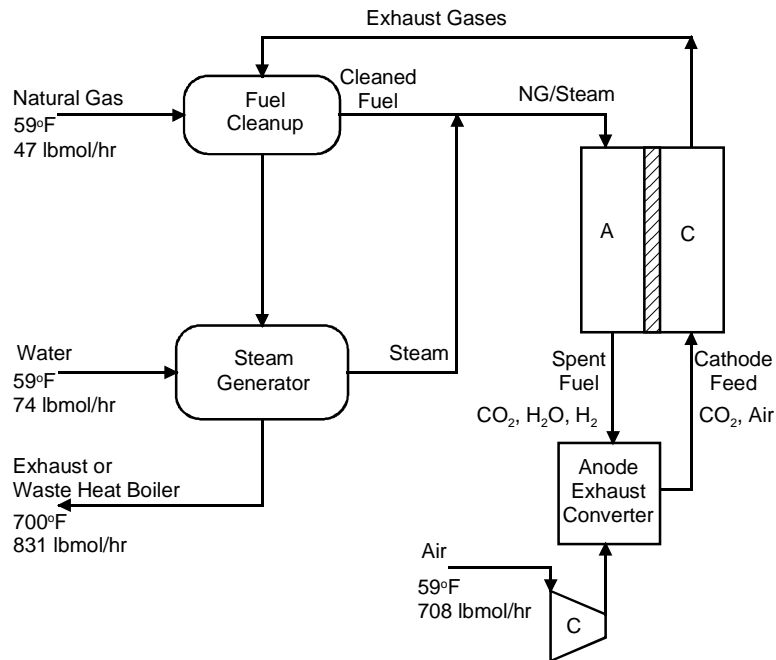 Exhaust Gases
Natural Gas
59°F
47 lbmol/hr
Fuel
Cleanup
Cleaned
Fuel
NG/Steam
A
C
Water
59°F
74 lbmol/hr
Steam
Generator
Steam
Spent
Fuel
CO₂, H₂O, H₂
Cathode
Feed
CO₂, Air
Exhaust or
Waste Heat Boiler
700°F
831 lbmol/hr
Anode
Exhaust
Converter
Air
59°F
708 lbmol/hr
C